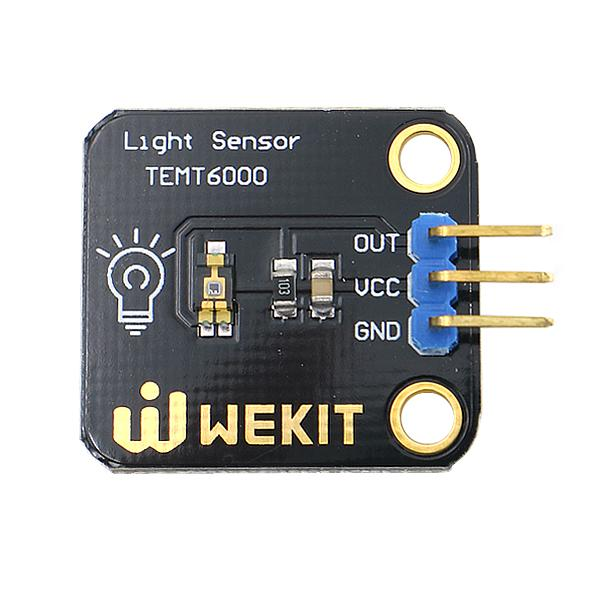 Light Sensor
TEMT6000
OUT
VCC
GND
103
WEKIT